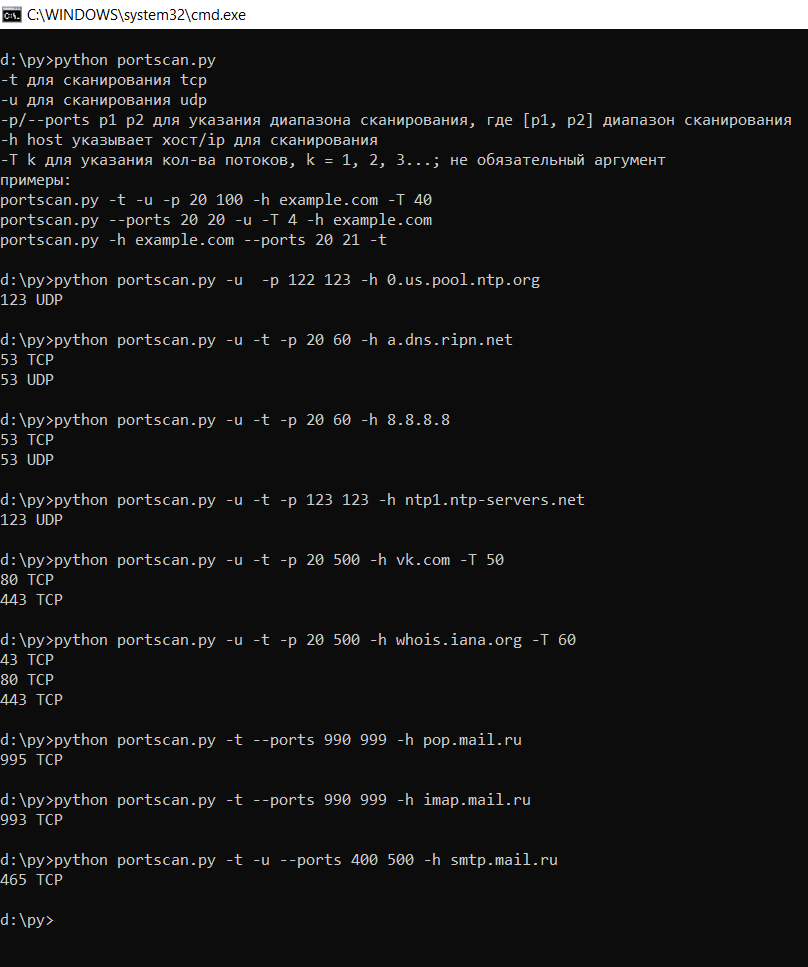 C:\WINDOWS\system32\cmd.exe
d:\py>python portscan.py
-t для сканирования tcp
-u для сканирования udp
-p/--ports p1 p2 для указания диапазона сканирования, где [p1, p2] диапазон сканирования
-h host указывает хост/ip для сканирования
-T k для указания кол-ва потоков, k = 1, 2, 3...; не обязательный аргумент
примеры:
portscan.py -t -u -p 20 100 -h example.com -T 40
portscan.py --ports 20 20 -u -T 4 -h example.com
portscan.py -h example.com --ports 20 21 -t
d:\py>python portscan.py -u  -p 122 123 -h 0.us.pool.ntp.org
123 UDP
d:\py>python portscan.py -u -t -p 20 60 -h a.dns.ripn.net
53 TCP
53 UDP
d:\py>python portscan.py -u -t -p 20 60 -h 8.8.8.8
53 TCP
53 UDP
d:\py>python portscan.py -u -t -p 123 123 -h ntp1.ntp-servers.net
123 UDP
d:\py>python portscan.py -u -t -p 20 500 -h vk.com -T 50
80 TCP
443 TCP
d:\py>python portscan.py -u -t -p 20 500 -h whois.iana.org -T 60
43 TCP
80 TCP
443 TCP
d:\py>python portscan.py -t --ports 990 999 -h pop.mail.ru
995 TCP
d:\py>python portscan.py -t --ports 990 999 -h imap.mail.ru
993 TCP
d:\py>python portscan.py -t -u --ports 400 500 -h smtp.mail.ru
465 TCP
d:\py>